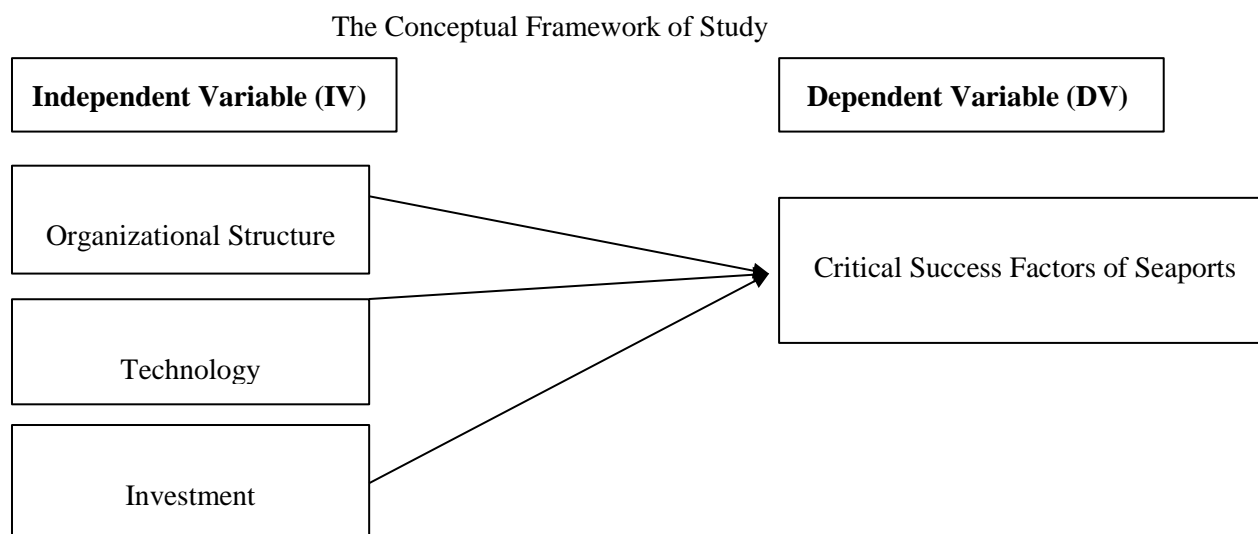 The Conceptual Framework of Study
Independent Variable (IV)
Dependent Variable (DV)
Organizational Structure
Critical Success Factors of Seaports
Technology
Investment